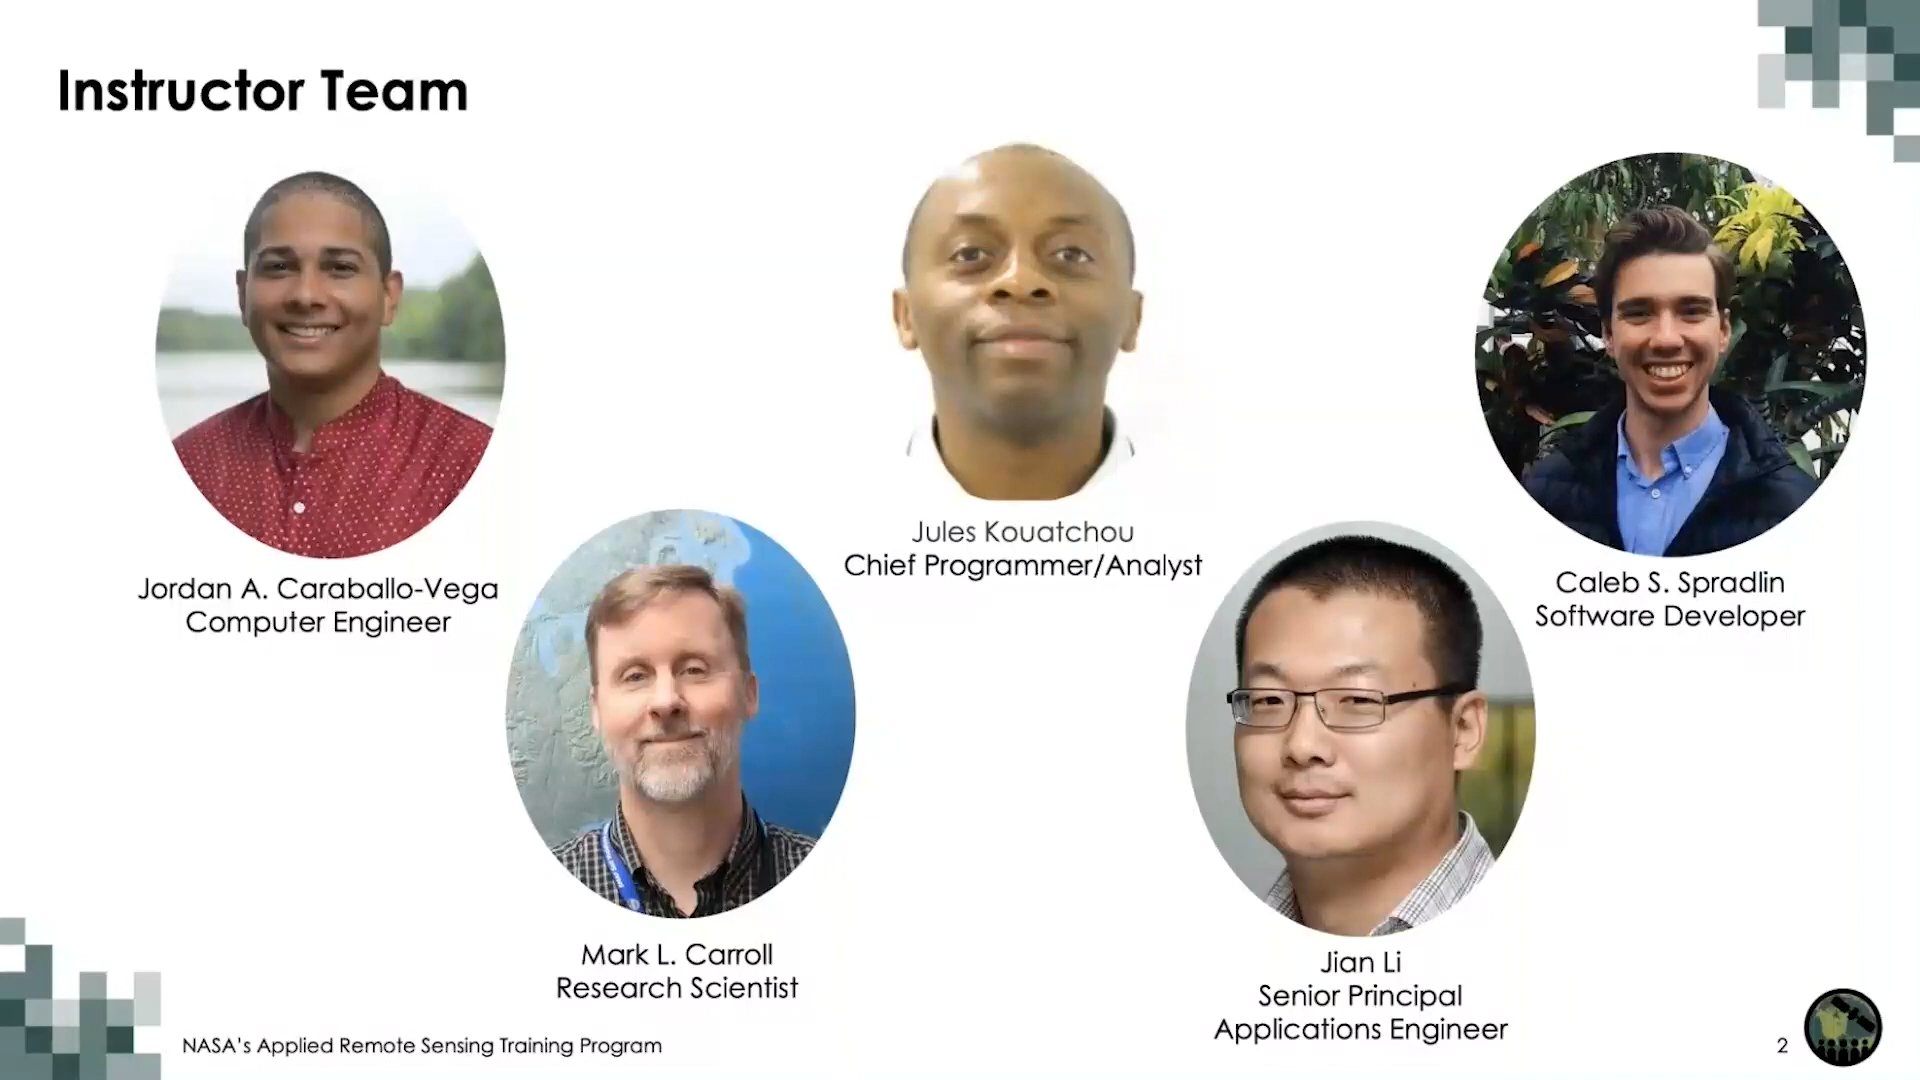 Instructor Team
Jordan A. Caraballo-Vega
Computer Engineer
Mark L. Carroll
Research Scientist
Jules Kouatchou
Chief Programmer/Analyst
Jian Li
Senior Principal
Applications Engineer
Caleb S. Spradlin
Software Developer
NASA's Applied Remote Sensing Training Program
2